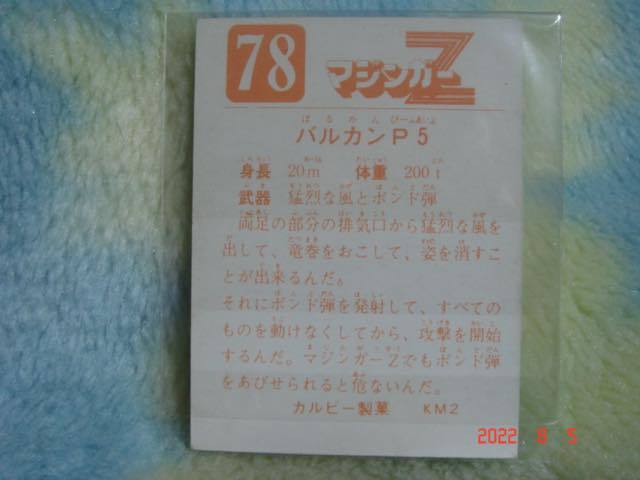 78
マジンガーZ
バルカンP5
身長 20m 体重 200t
武器 猛烈な風とボンド弾
両足の部分の排気口から猛烈な風を
出して、竜巻をおこして、姿を消すこ
とが出来るんだ。
それにボンド弾を発射して、すべての
ものを動けなくしてから、攻撃を開始
するんだ。マジンガーZでもボンド弾
をあびせられると危ないんだ。
カルビー製菓 KM2
2022. 8. 5